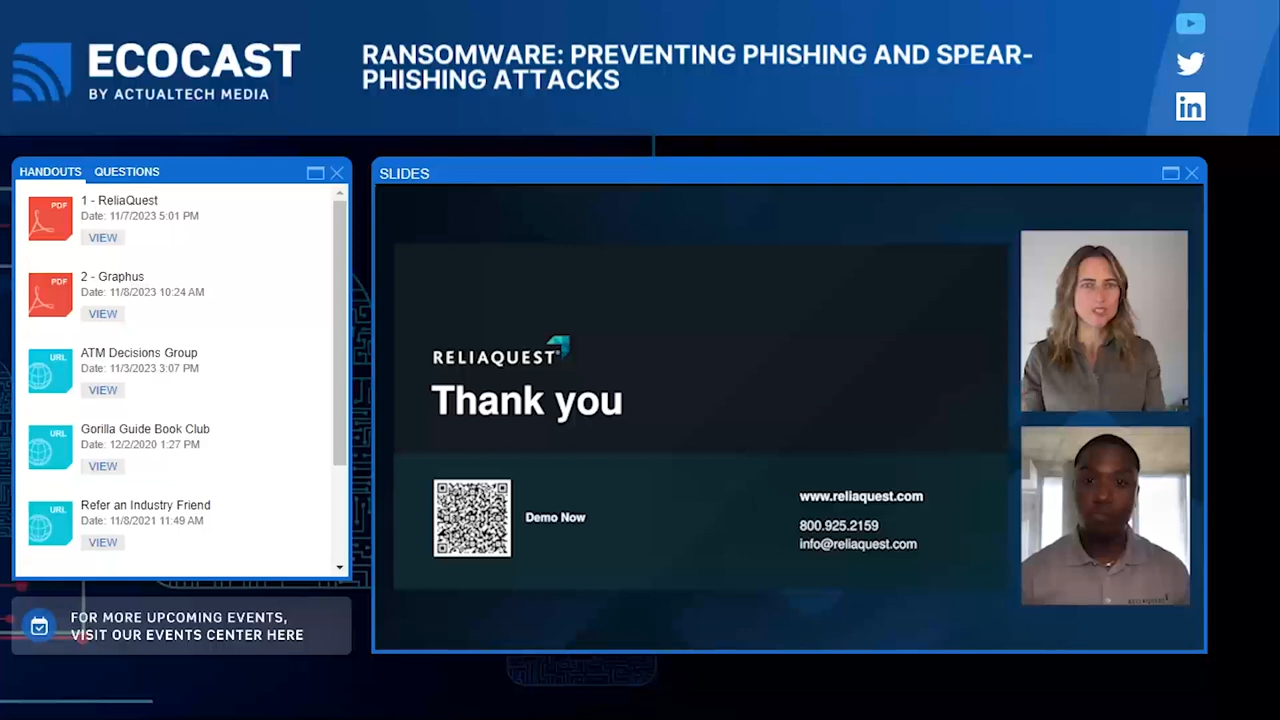 ECOCAST
BY ACTUALTECH MEDIA
RANSOMWARE: PREVENTING PHISHING AND SPEAR-
PHISHING ATTACKS
in
HANDOUTS QUESTIONS
PDF
1 - ReliaQuest
Date: 11/7/2023 5:01 PM
VIEW
PDF
2 - Graphus
Date: 11/8/2023 10:24 AM
VIEW
URL
ATM Decisions Group
Date: 11/3/2023 3:07 PM
VIEW
URL
Gorilla Guide Book Club
Date: 12/2/2020 1:27 PM
VIEW
URL
Refer an Industry Friend
Date: 11/8/2021 11:49 AM
VIEW
FOR MORE UPCOMING EVENTS,
VISIT OUR EVENTS CENTER HERE
SLIDES
RELIAQUEST
Thank you
Demo Now
www.reliaquest.com
800.925.2159
info@reliaquest.com
RELIAQUEST